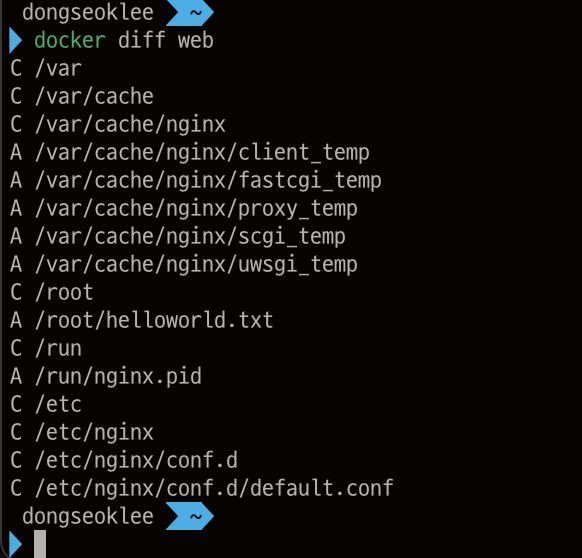 dongseoklee ~
docker diff web
C /var
C /var/cache
C /var/cache/nginx
A /var/cache/nginx/client_temp
A /var/cache/nginx/fastcgi_temp
A /var/cache/nginx/proxy_temp
A /var/cache/nginx/scgi_temp
A /var/cache/nginx/uwsgi_temp
C /root
A /root/helloworld.txt
C /run
A /run/nginx.pid
C /etc
C /etc/nginx
C /etc/nginx/conf.d
C /etc/nginx/conf.d/default.conf
dongseoklee ~